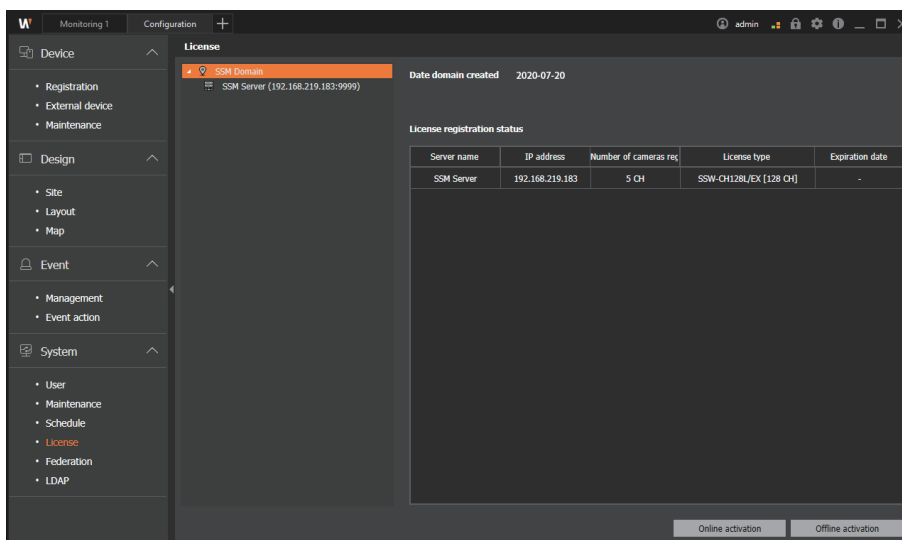 W Monitoring 1 Configuration + admin
Device
• Registration
• External device
• Maintenance
Design
• Site
• Layout
• Map
Event
• Management
• Event action
System
• User
• Maintenance
• Schedule
• License
• Federation
• LDAP
License
SSM Domain
SSM Server (192.168.219.183:9999)
Date domain created 2020-07-20
License registration status
Server name IP address Number of cameras reg License type Expiration date
SSM Server 192.168.219.183 5 CH SSW-CH128L/EX [128 CH] -
Online activation Offline activation